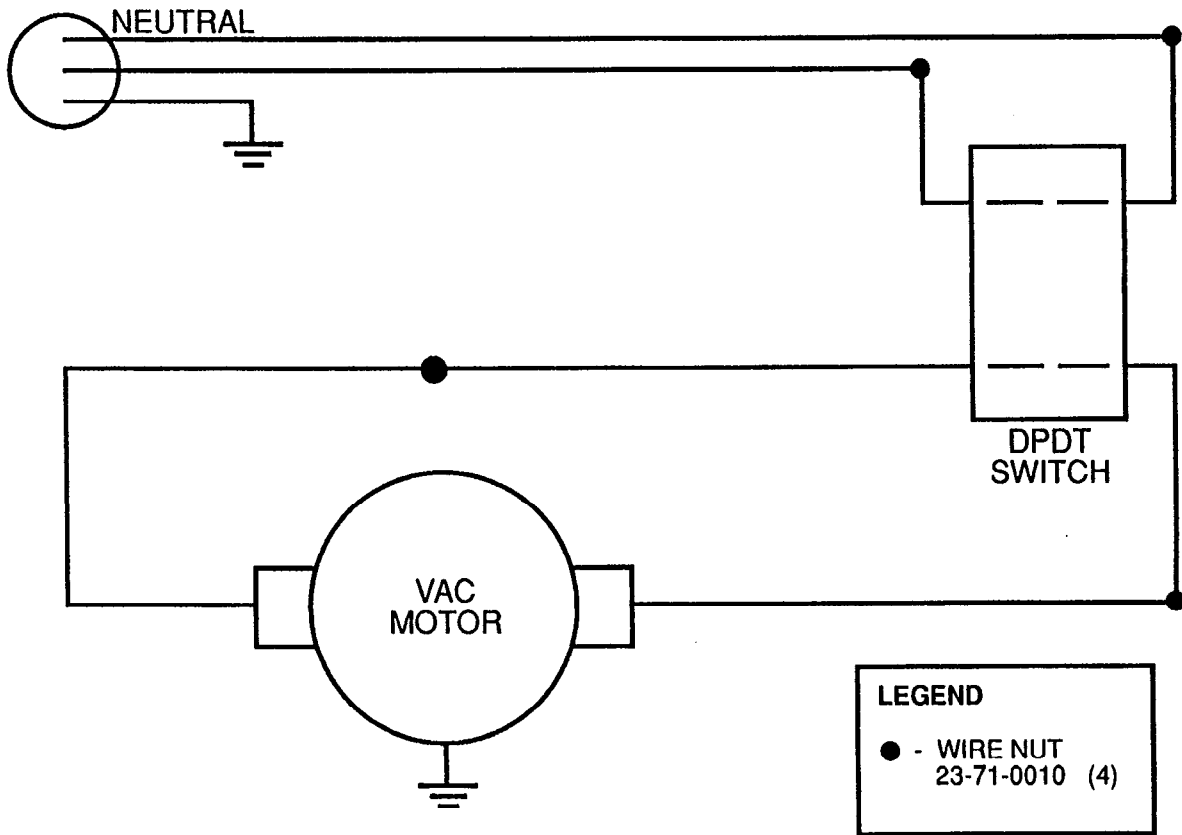 NEUTRAL
DPDT
SWITCH
VAC
MOTOR
LEGEND
- WIRE NUT
23-71-0010 (4)